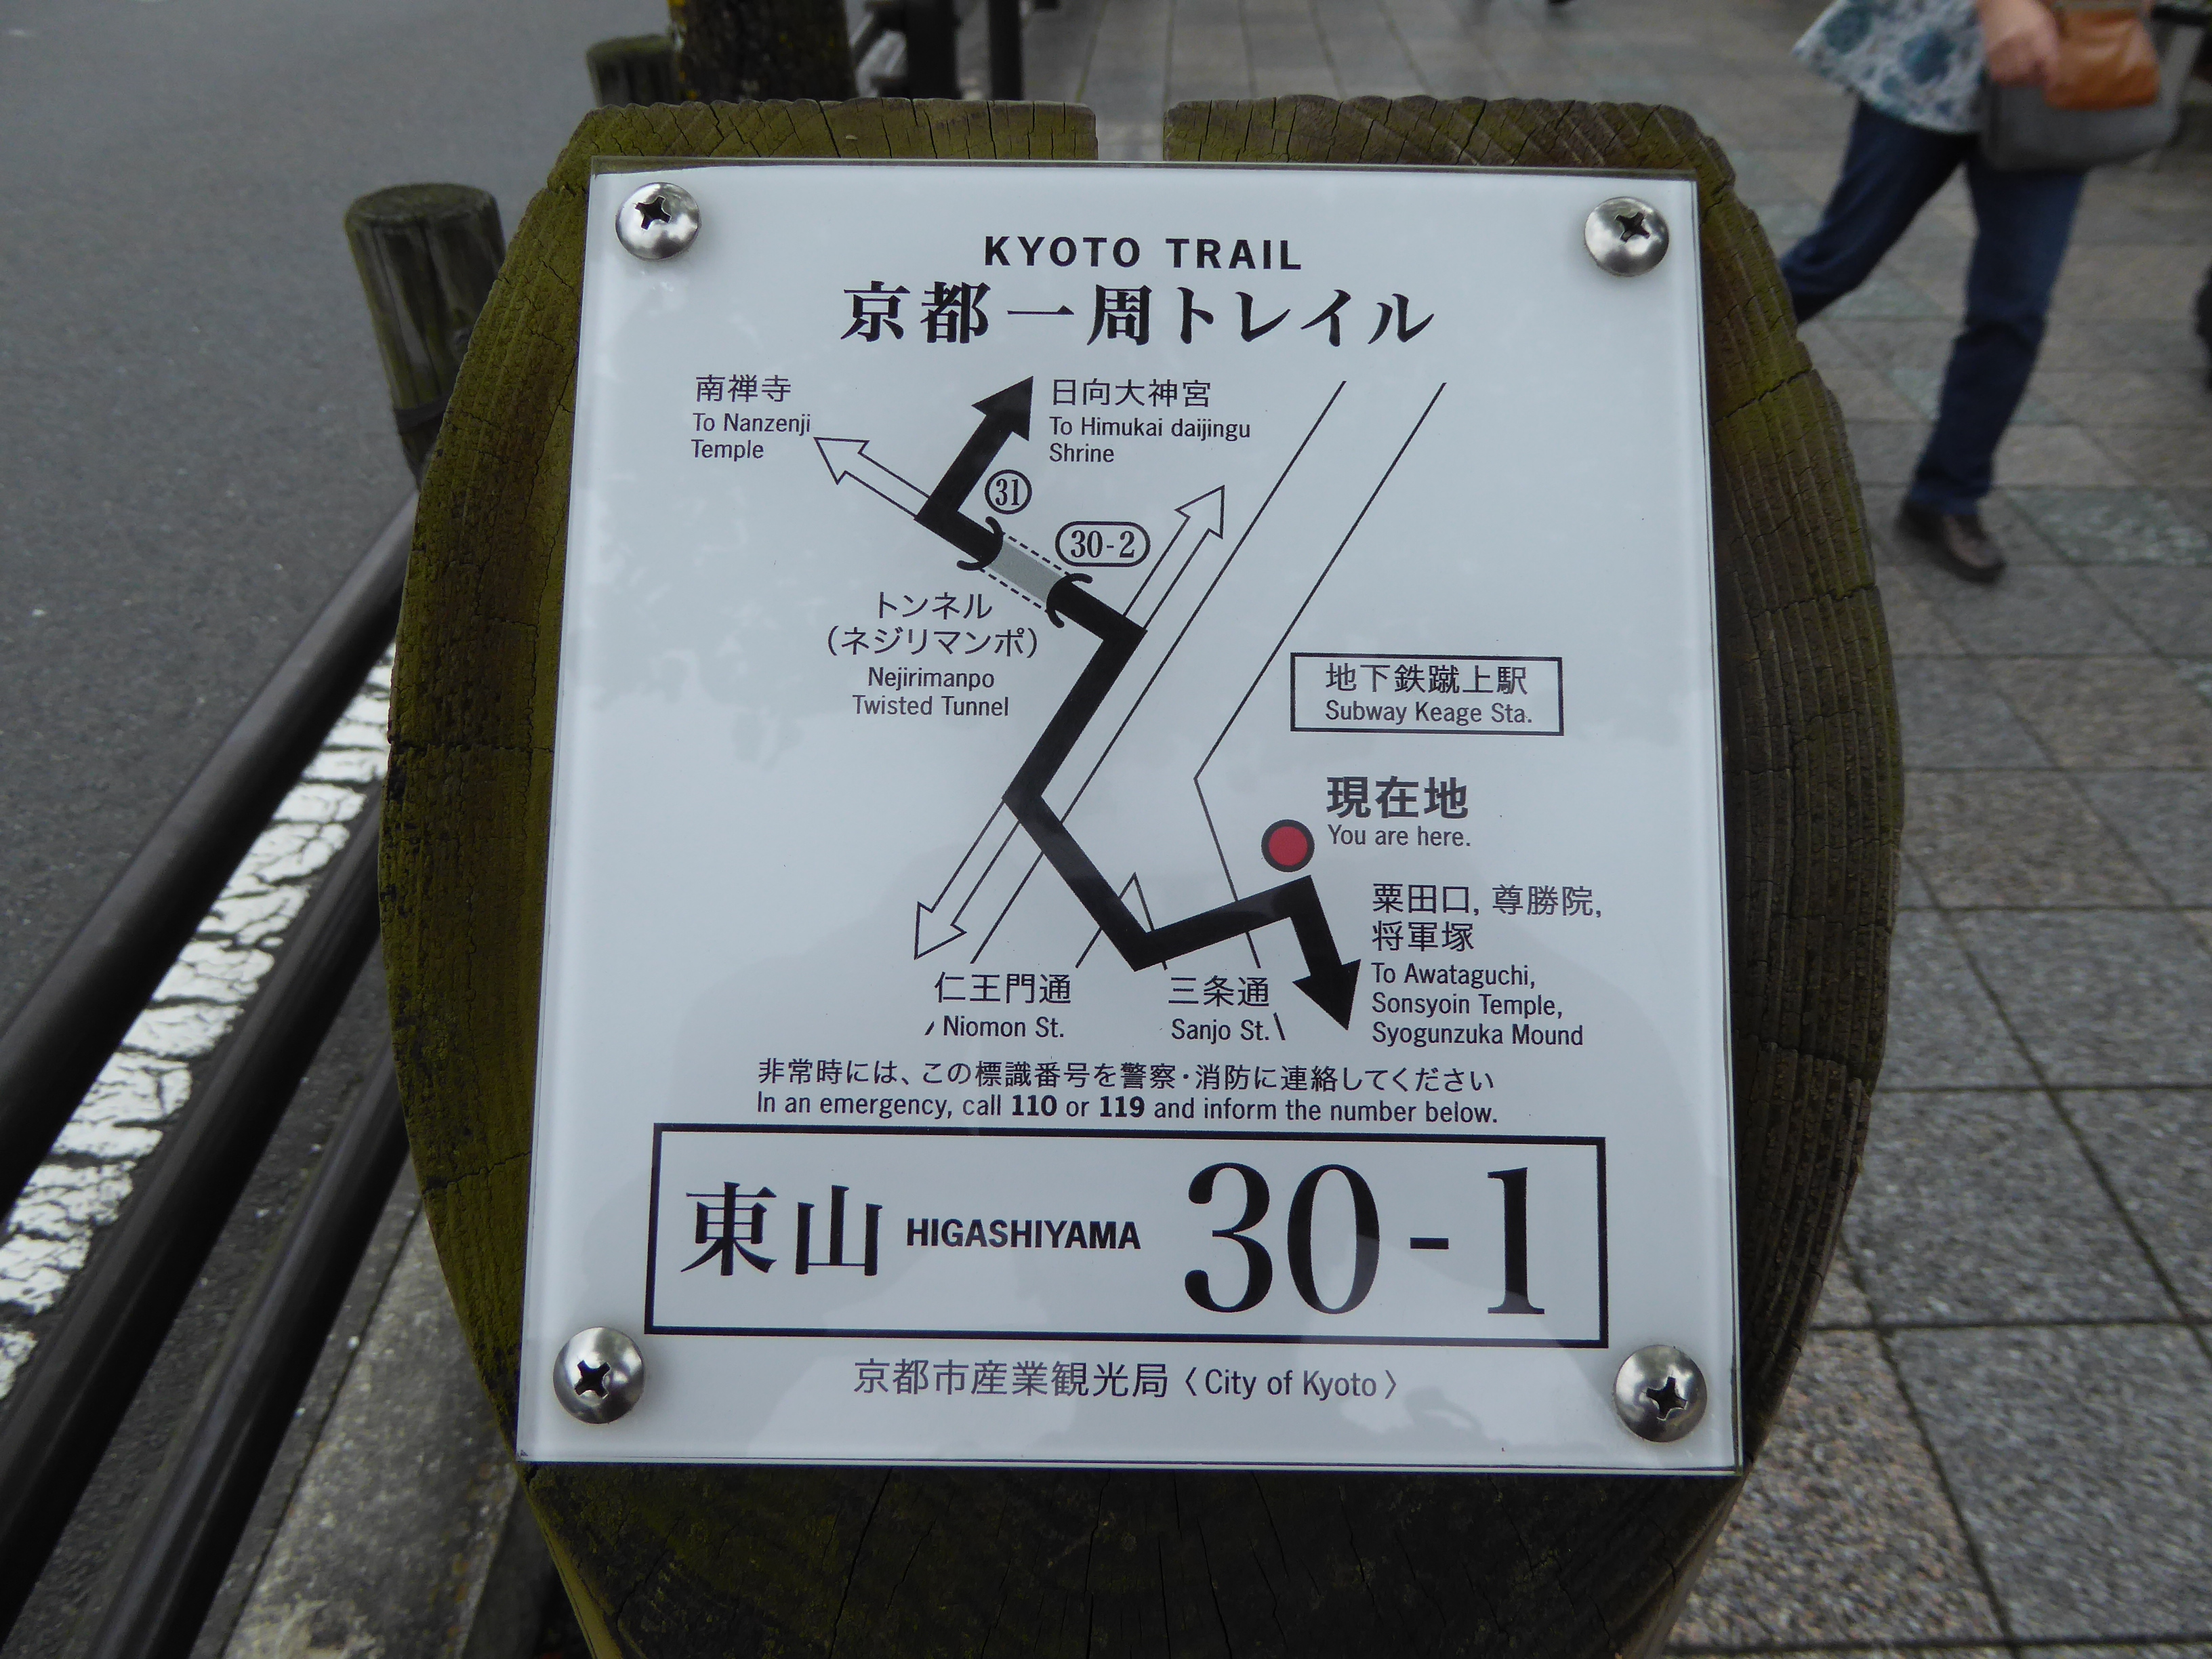 KYOTO TRAIL
京都一周トレイル
南禅寺
To Nanzenji
Temple
日向大神宮
To Himukai daijingu
Shrine
31
30-2
トンネル
(ネジリマンポ)
Nejirimanpo
Twisted Tunnel
地下鉄蹴上駅
Subway Keage Sta.
現在地
You are here.
粟田口, 尊勝院,
将軍塚
To Awataguchi,
Sonsyoin Temple,
Syogunzuka Mound
仁王門通
Niomon St.
三条通
Sanjo St.
非常時には、この標識番号を警察・消防に連絡してください
In an emergency, call 110 or 119 and inform the number below.
東山 HIGASHIYAMA 30-1
京都市産業観光局〈City of Kyoto〉